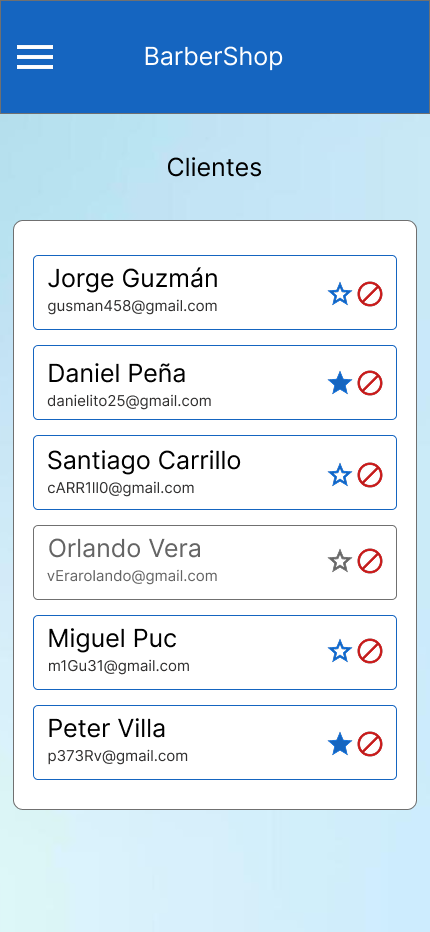 BarberShop
Clientes
Jorge Guzmán
gusman458@gmail.com
Daniel Peña
danielito25@gmail.com
Santiago Carrillo
cARR1ll0@gmail.com
Orlando Vera
vErarolando@gmail.com
Miguel Puc
m1Gu31@gmail.com
Peter Villa
p373Rv@gmail.com